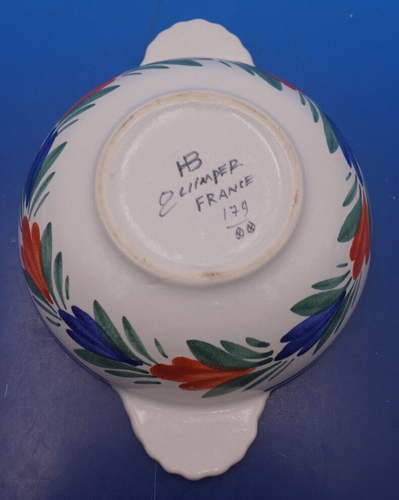 HB
QUIMPER
FRANCE
179